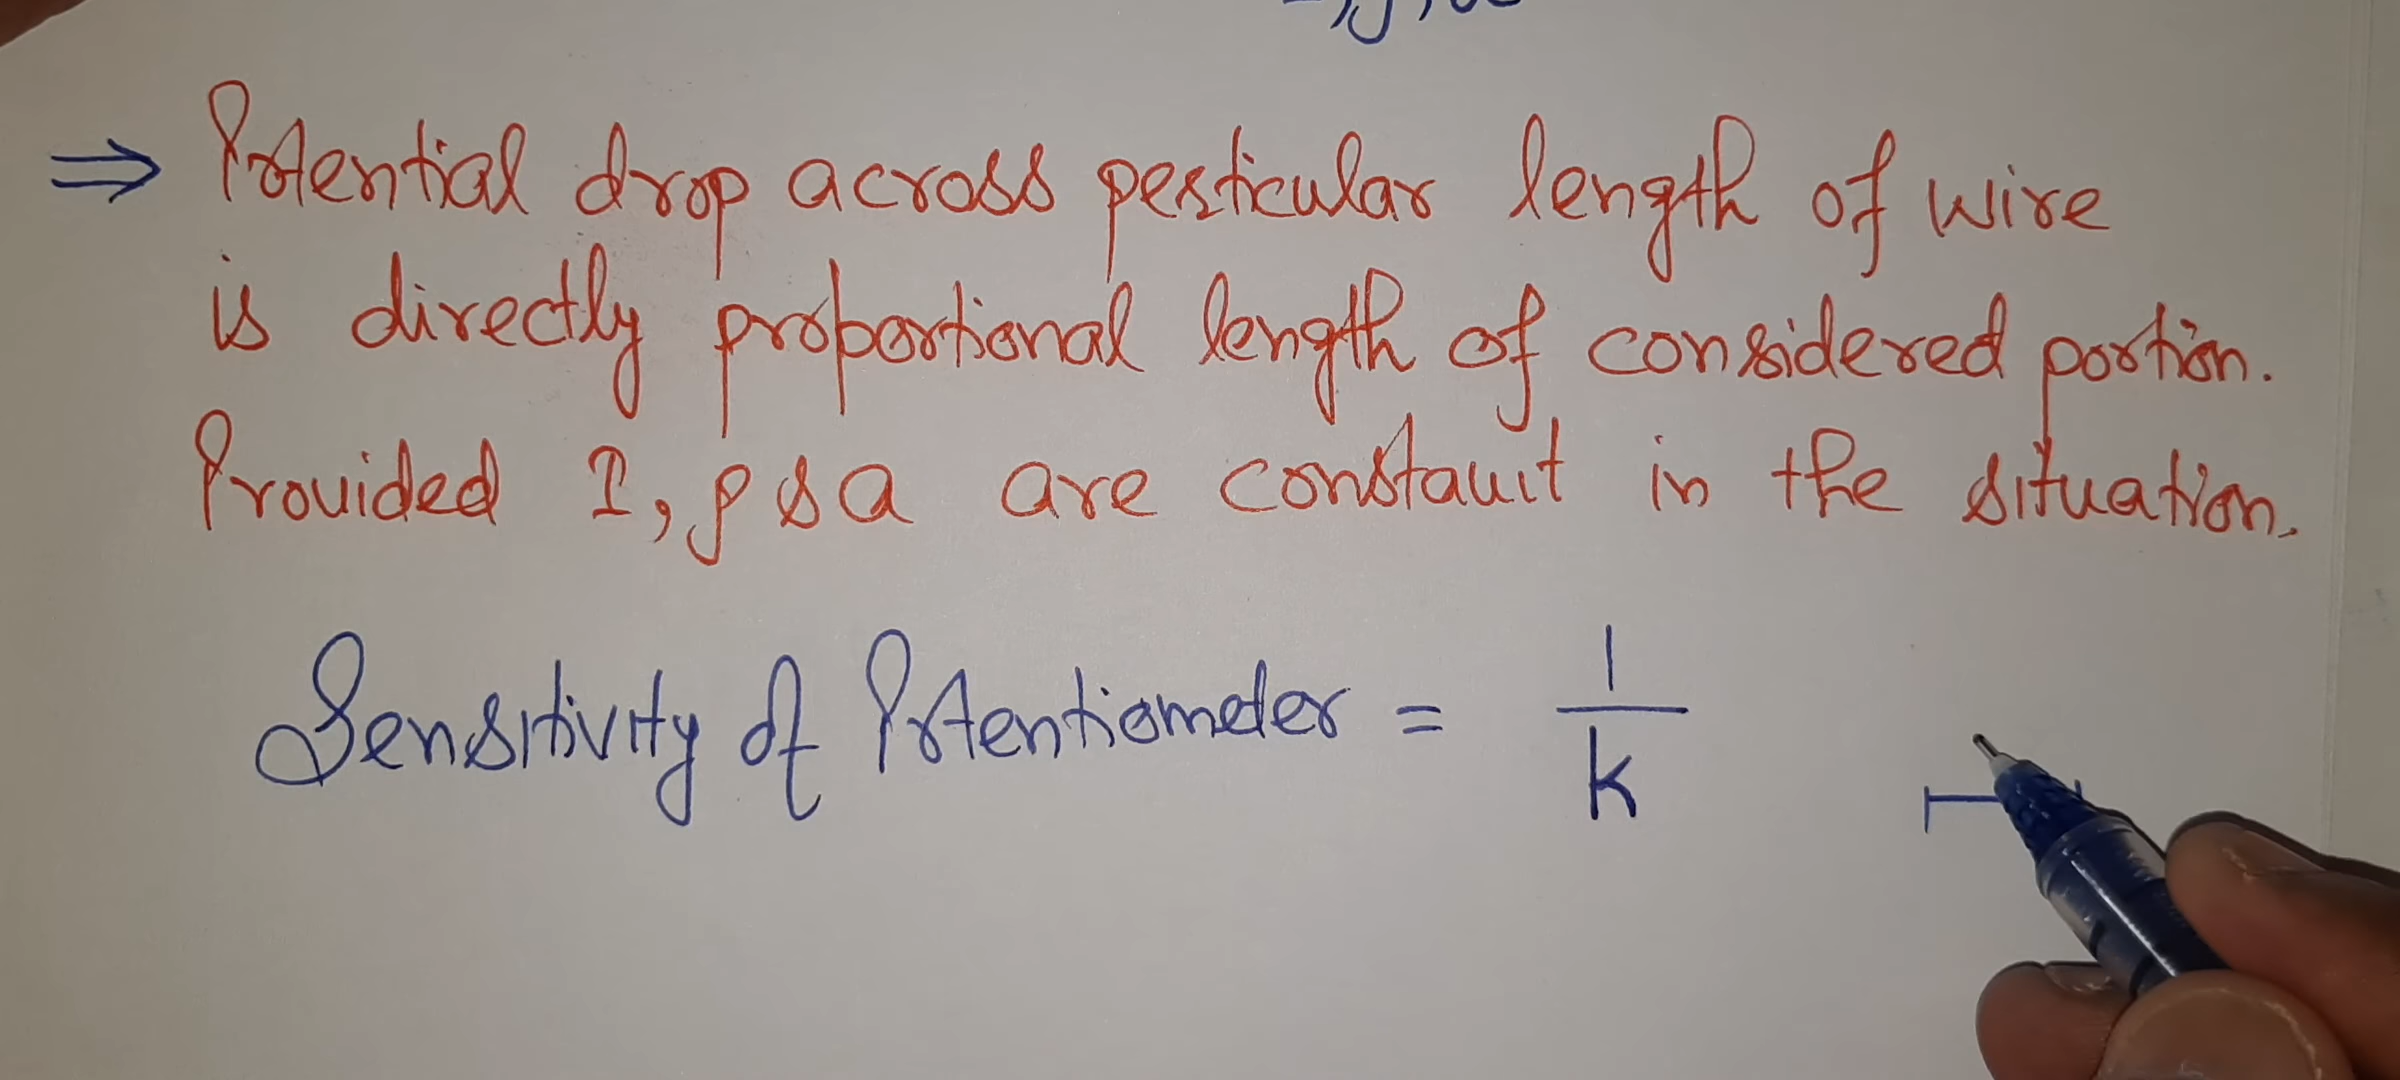 ⇒ Potential drop across perticular length of wire
is directly proportional length of considered portion.
Provided I, ρ & a are constant in the situation.
Sensitivity of Potentiometer = 1/k